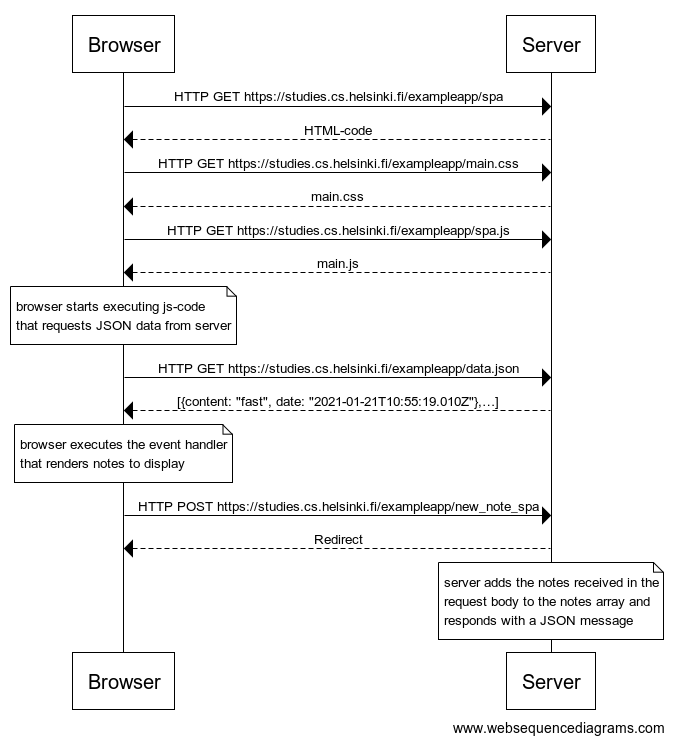 Browser
Server
HTTP GET https://studies.cs.helsinki.fi/exampleapp/spa
HTML-code
HTTP GET https://studies.cs.helsinki.fi/exampleapp/main.css
main.css
HTTP GET https://studies.cs.helsinki.fi/exampleapp/spa.js
main.js
browser starts executing js-code
that requests JSON data from server
HTTP GET https://studies.cs.helsinki.fi/exampleapp/data.json
[{content: "fast", date: "2021-01-21T10:55:19.010Z"},...]
browser executes the event handler
that renders notes to display
HTTP POST https://studies.cs.helsinki.fi/exampleapp/new_note_spa
Redirect
server adds the notes received in the
request body to the notes array and
responds with a JSON message
Browser
Server
www.websequencediagrams.com